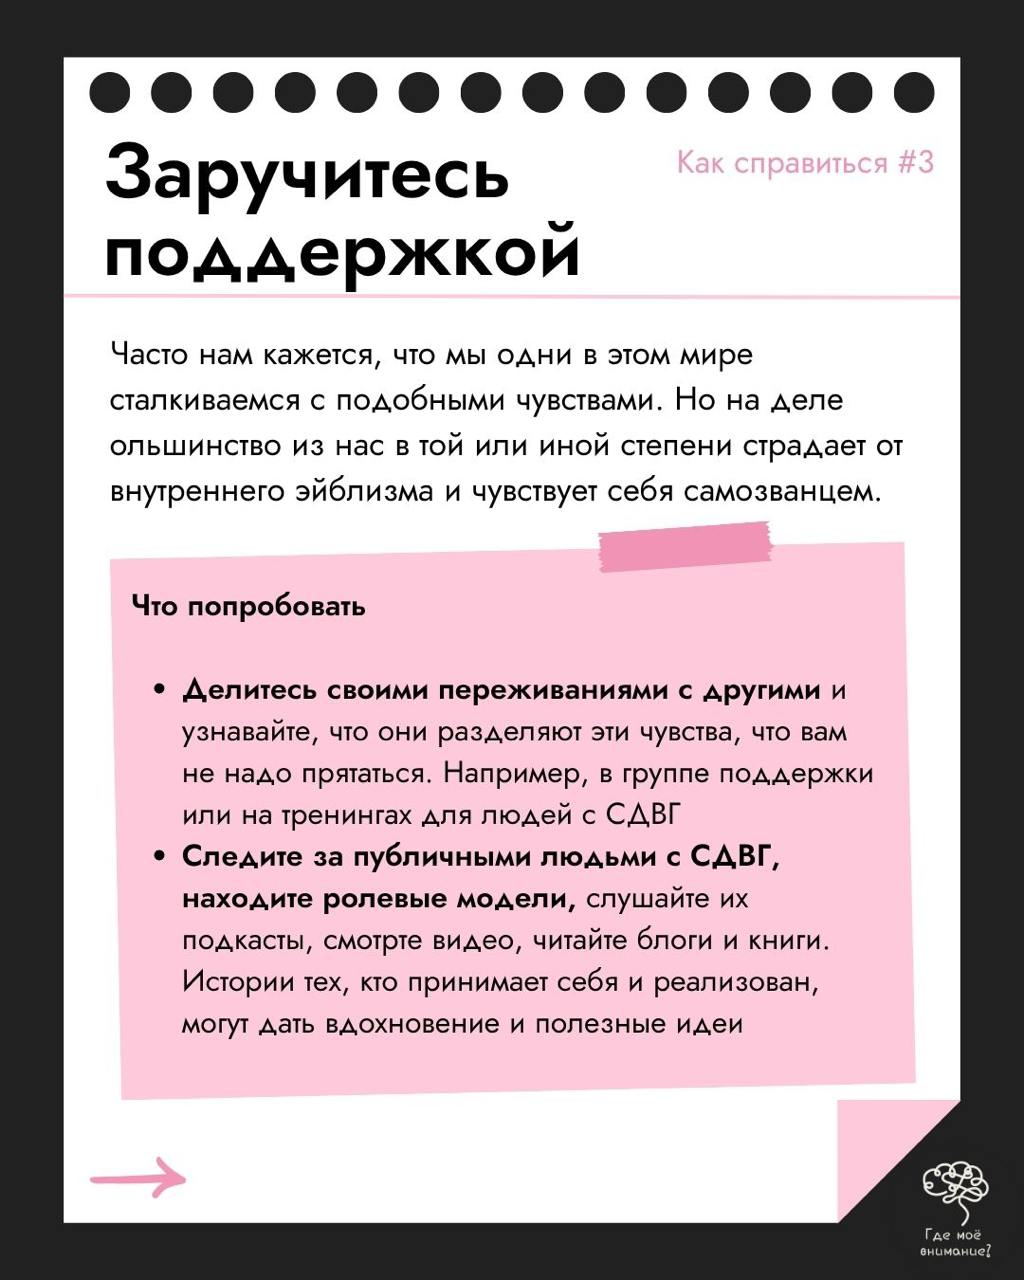 Заручитесь
поддержкой
Как справиться #3
Часто нам кажется, что мы одни в этом мире
сталкиваемся с подобными чувствами. Но на деле
ольшинство из нас в той или иной степени страдает от
внутреннего эйблизма и чувствует себя самозванцем.
Что попробовать
• Делитесь своими переживаниями с другими и
узнавайте, что они разделяют эти чувства, что вам
не надо прятаться. Например, в группе поддержки
или на тренингах для людей с СДВГ
• Следите за публичными людьми с СДВГ,
находите ролевые модели, слушайте их
подкасты, смотрте видео, читайте блоги и книги.
Истории тех, кто принимает себя и реализован,
могут дать вдохновение и полезные идеи
Где моё
внимание?